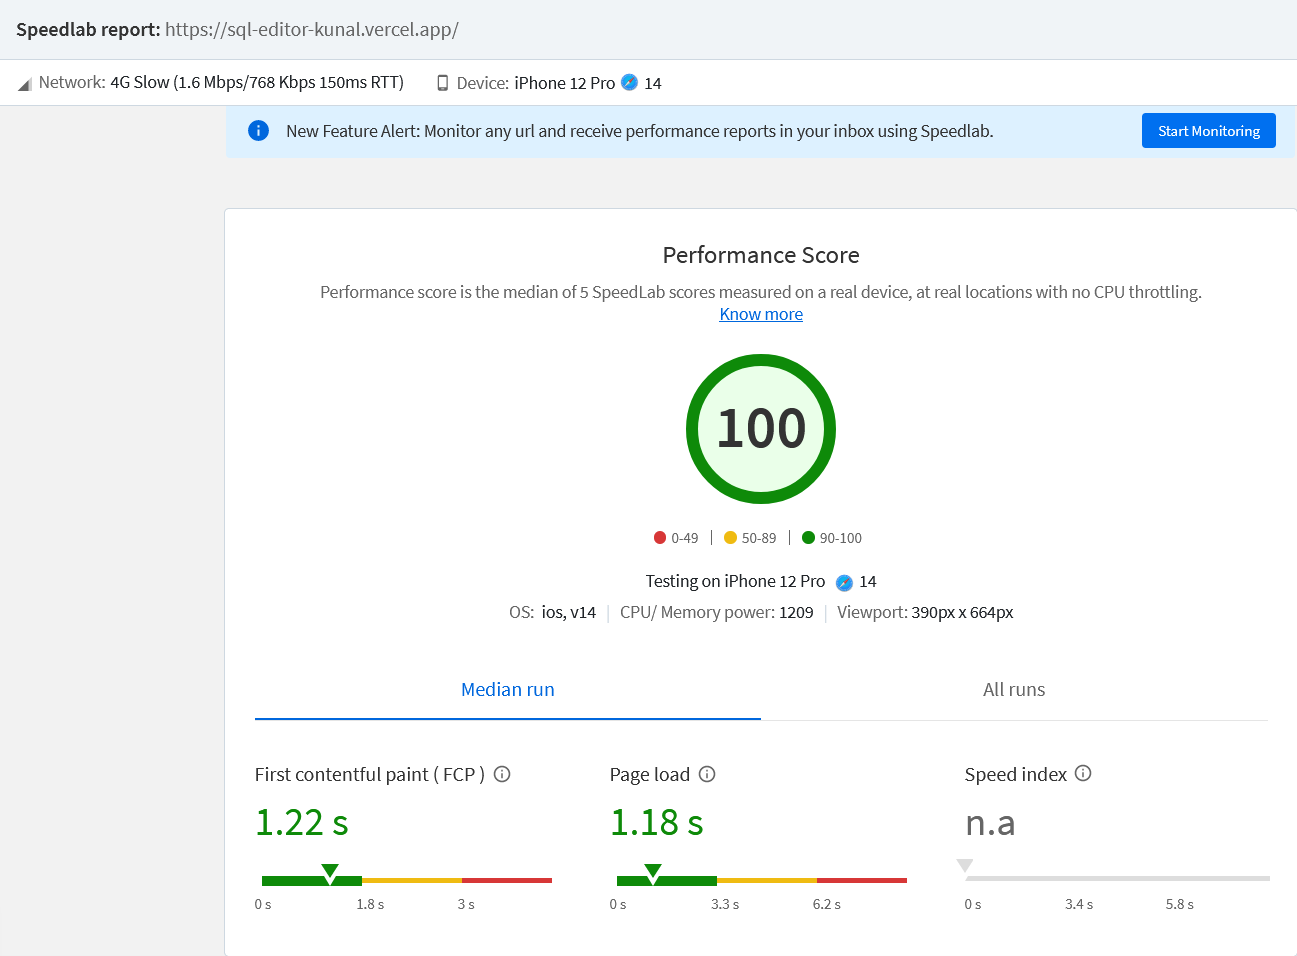 Speedlab report: https://sql-editor-kunal.vercel.app/
Network: 4G Slow (1.6 Mbps/768 Kbps 150ms RTT) Device: iPhone 12 Pro 14
New Feature Alert: Monitor any url and receive performance reports in your inbox using Speedlab. Start Monitoring
Performance Score
Performance score is the median of 5 SpeedLab scores measured on a real device, at real locations with no CPU throttling.
Know more
100
0-49 | 50-89 | 90-100
Testing on iPhone 12 Pro 14
OS: ios, v14 | CPU/ Memory power: 1209 | Viewport: 390px x 664px
Median run All runs
First contentful paint ( FCP ) Page load Speed index
1.22 s 1.18 s n.a
0 s 1.8 s 3 s 0 s 3.3 s 6.2 s 0 s 3.4 s 5.8 s